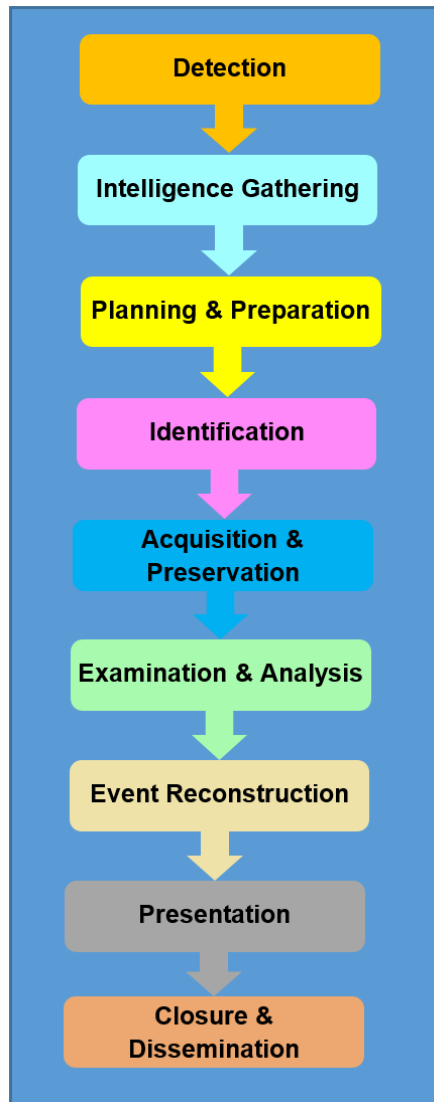 Detection
Intelligence Gathering
Planning & Preparation
Identification
Acquisition &
Preservation
Examination & Analysis
Event Reconstruction
Presentation
Closure &
Dissemination